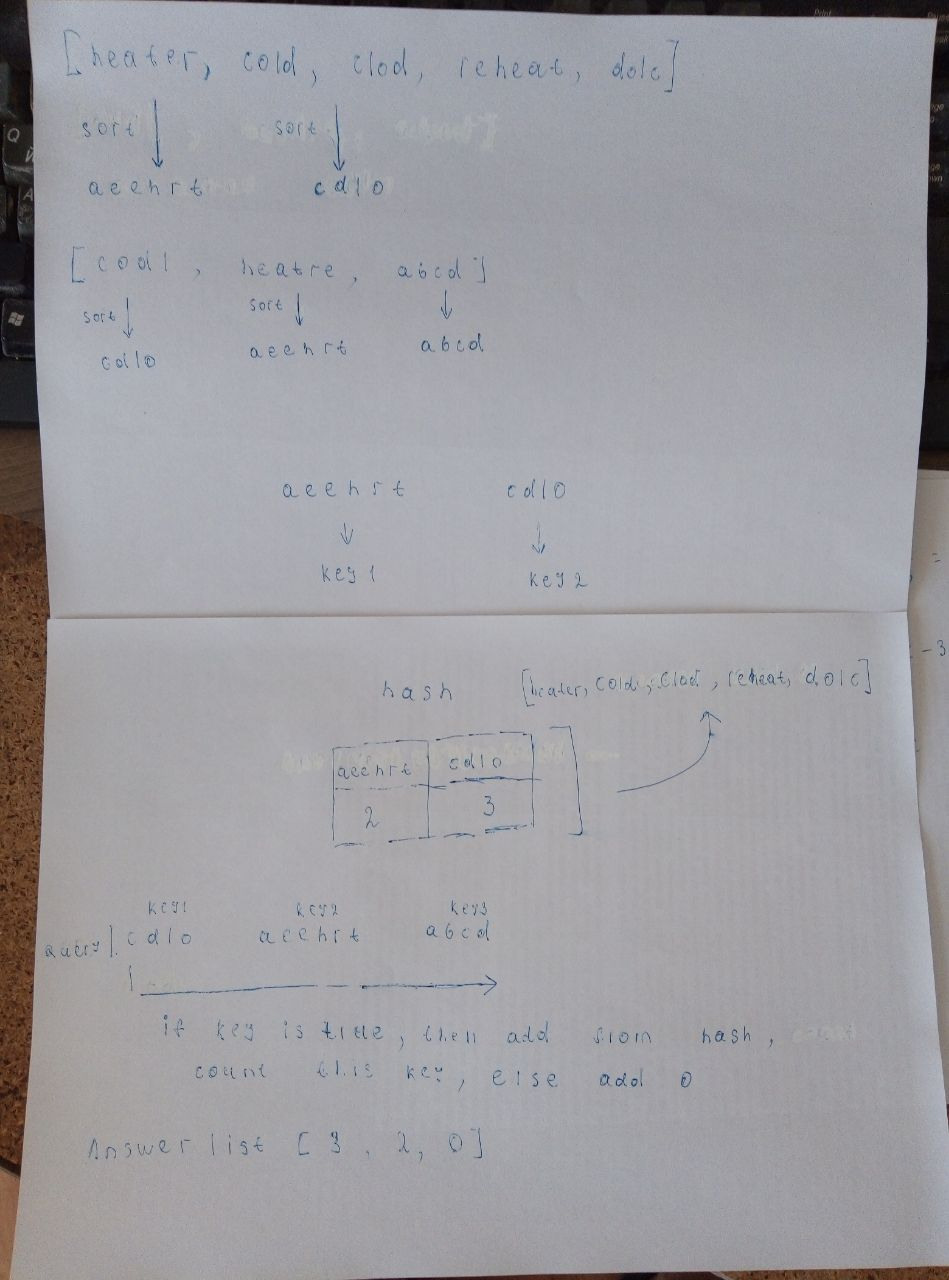 [heater, cold, clod, reheat, dolc]
sort sort
aeehrt cdlo
[codl, heatre, abcd]
sort sort
cdlo aeehrt abcd
aeehrt cdlo
key 1 key 2
hash [heater, cold, clod, reheat, dolc]
aeehrt cdlo
2 3
key1 key2 key3
query cdlo aeehrt abcd
if key is true, then add from hash,
count this key, else add 0
Answer list [3, 2, 0]